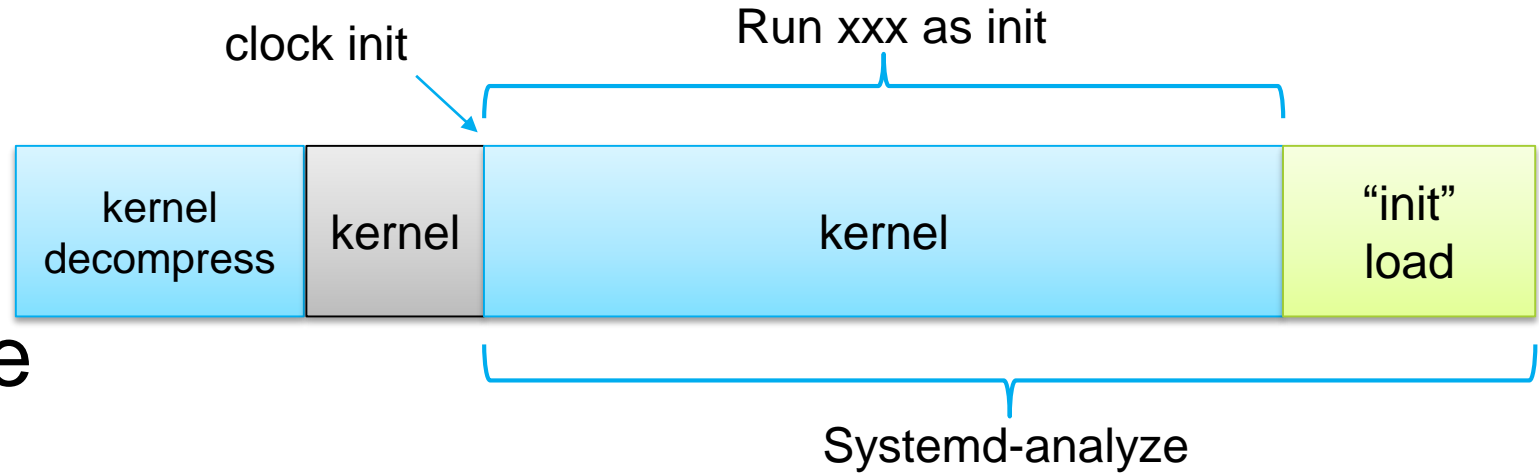 clock init
Run xxx as init
kernel
decompress
kernel
kernel
“init”
load
e
Systemd-analyze